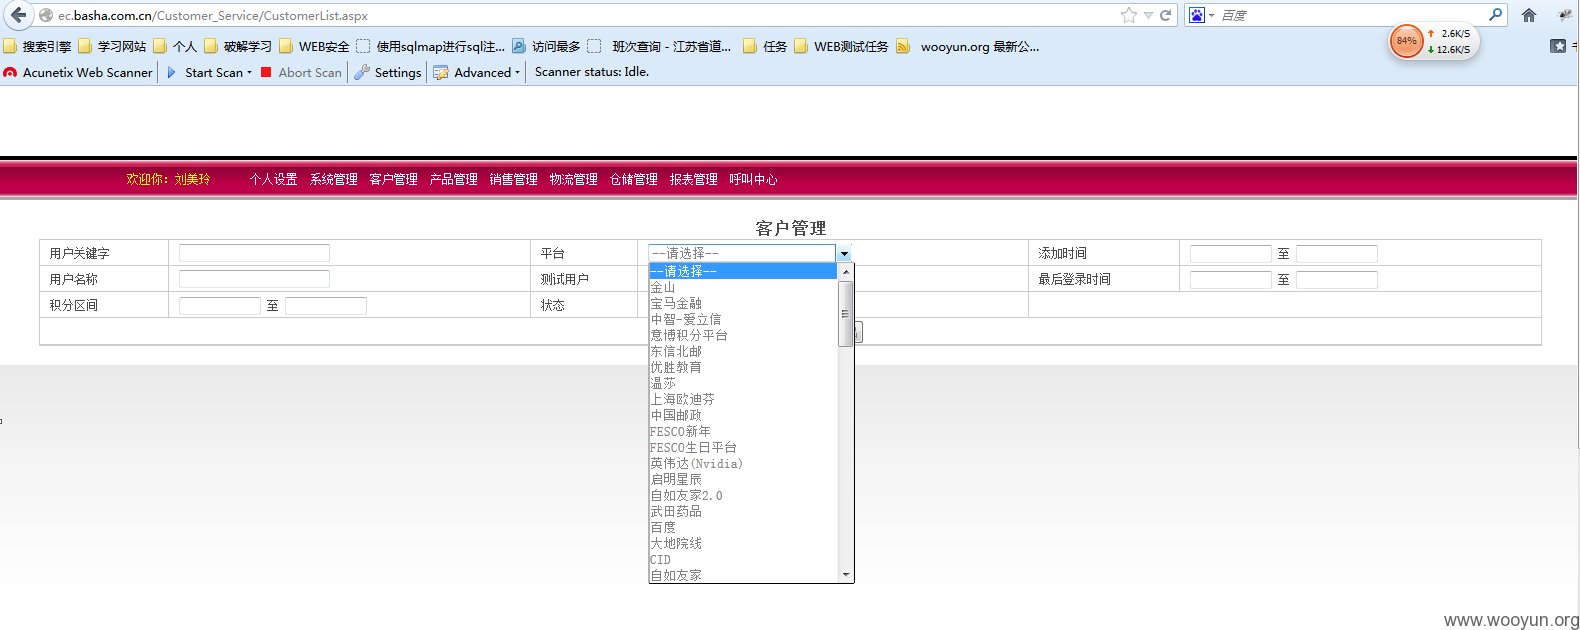 ec.basha.com.cn/Customer_Service/CustomerList.aspx 百度
搜索引擎 学习网站 个人 破解学习 WEB安全 使用sqlmap进行sql注... 访问最多 班次查询 - 江苏省道... 任务 WEB测试任务 wooyun.org 最新公...
84% 2.6K/S
12.6K/S
Acunetix Web Scanner Start Scan Abort Scan Settings Advanced Scanner status: Idle.
欢迎你: 刘美玲 个人设置 系统管理 客户管理 产品管理 销售管理 物流管理 仓储管理 报表管理 呼叫中心
客户管理
用户关键字 平台 --请选择-- 添加时间 至
用户名称 测试用户 最后登录时间 至
积分区间 至 状态
--请选择--
金山
宝马金融
中智-爱立信
意博积分平台
东信北邮
优胜教育
温莎
上海欧迪芬
中国邮政
FESCO新年
FESCO生日平台
英伟达(Nvidia)
启明星辰
自如友家2.0
武田药品
百度
大地院线
CID
自如友家
www.wooyun.org